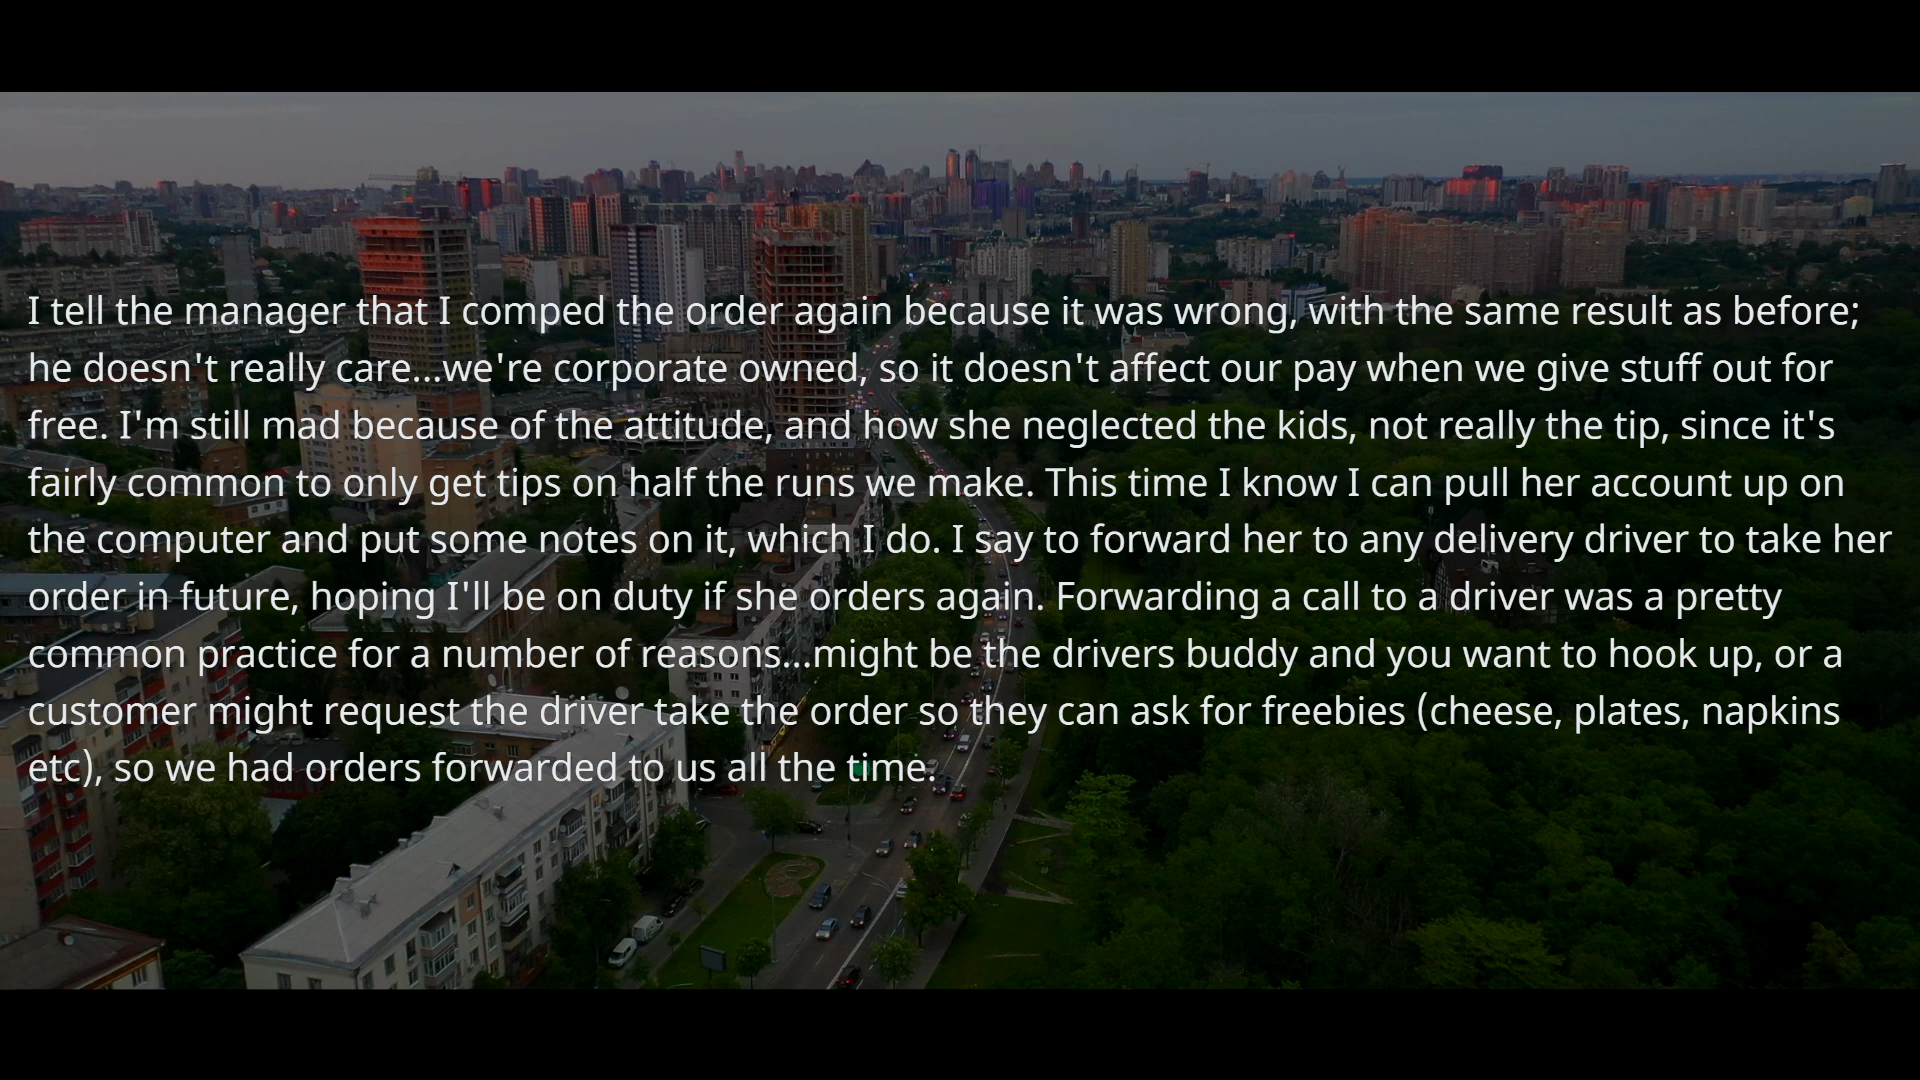 I tell the manager that I comped the order again because it was wrong, with the same result as before;
he doesn't really care...we're corporate owned, so it doesn't affect our pay when we give stuff out for
free. I'm still mad because of the attitude, and how she neglected the kids, not really the tip, since it's
fairly common to only get tips on half the runs we make. This time I know I can pull her account up on
the computer and put some notes on it, which I do. I say to forward her to any delivery driver to take her
order in future, hoping I'll be on duty if she orders again. Forwarding a call to a driver was a pretty
common practice for a number of reasons...might be the drivers buddy and you want to hook up, or a
customer might request the driver take the order so they can ask for freebies (cheese, plates, napkins
etc), so we had orders forwarded to us all the time.